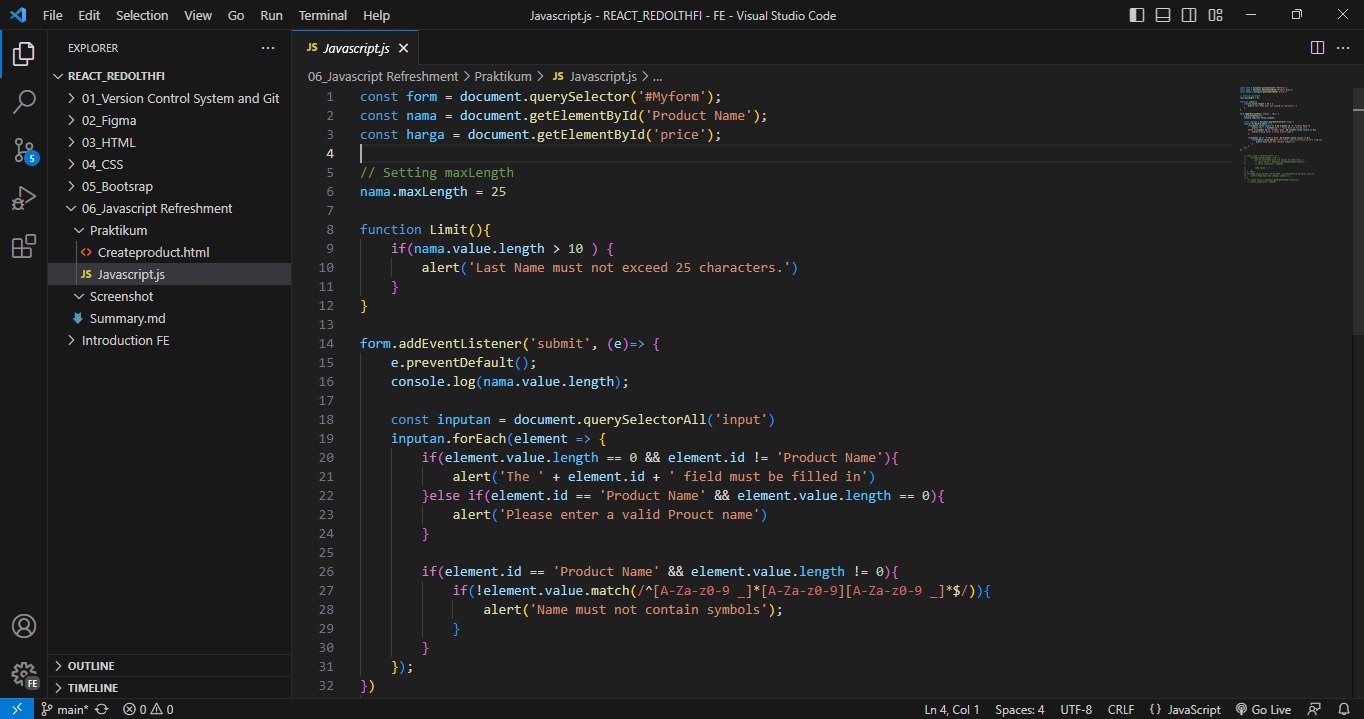 File Edit Selection View Go Run Terminal Help Javascript.js - REACT_REDOLTHFI - FE - Visual Studio Code
EXPLORER
REACT_REDOLTHFI
01_Version Control System and Git
02_Figma
03_HTML
04_CSS
05_Bootsrap
06_Javascript Refreshment
Praktikum
Createproduct.html
JS Javascript.js
Screenshot
Summary.md
Introduction FE
OUTLINE
TIMELINE
5
FE
JS Javascript.js
06_Javascript Refreshment > Praktikum > JS Javascript.js > ...
1 const form = document.querySelector('#Myform');
2 const nama = document.getElementById('Product Name');
3 const harga = document.getElementById('price');
4
5 // Setting maxLength
6 nama.maxLength = 25
7
8 function Limit(){
9 if(nama.value.length > 10 ) {
10 alert('Last Name must not exceed 25 characters.')
11 }
12 }
13
14 form.addEventListener('submit', (e)=> {
15 e.preventDefault();
16 console.log(nama.value.length);
17
18 const inputan = document.querySelectorAll('input')
19 inputan.forEach(element => {
20 if(element.value.length == 0 && element.id != 'Product Name'){
21 alert('The ' + element.id + ' field must be filled in')
22 }else if(element.id == 'Product Name' && element.value.length == 0){
23 alert('Please enter a valid Prouct name')
24 }
25
26 if(element.id == 'Product Name' && element.value.length != 0){
27 if(!element.value.match(/^[A-Za-z0-9 _]*[A-Za-z0-9][A-Za-z0-9 _]*$/)){
28 alert('Name must not contain symbols');
29 }
30 }
31 });
32 })
main* 0 0 Ln 4, Col 1 Spaces: 4 UTF-8 CRLF {} JavaScript Go Live